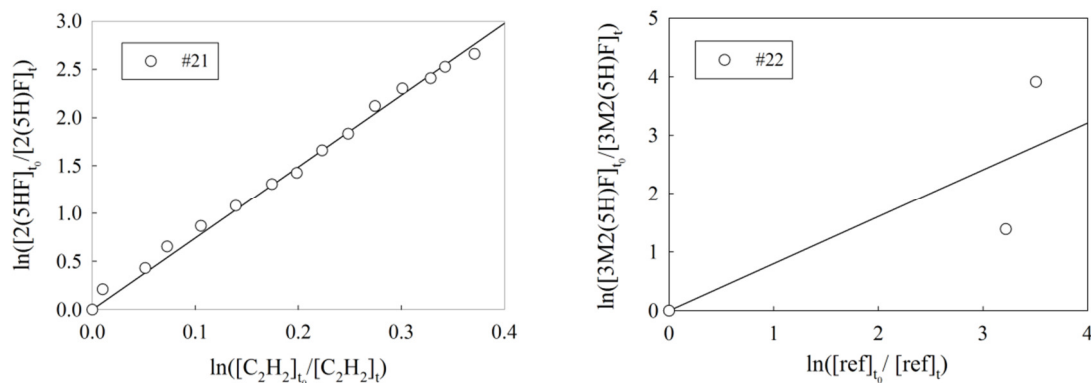 3.0
2.5
2.0
1.5
1.0
0.5
0.0
0.0 0.1 0.2 0.3 0.4
#21
ln([2(5HF]t₀/[2(5H)F]t)
ln([C₂H₂]t₀/[C₂H₂]t)
5
4
3
2
1
0
0 1 2 3 4
#22
ln([3M2(5H)F]t₀/[3M2(5H)F]t)
ln([ref]t₀/ [ref]t)